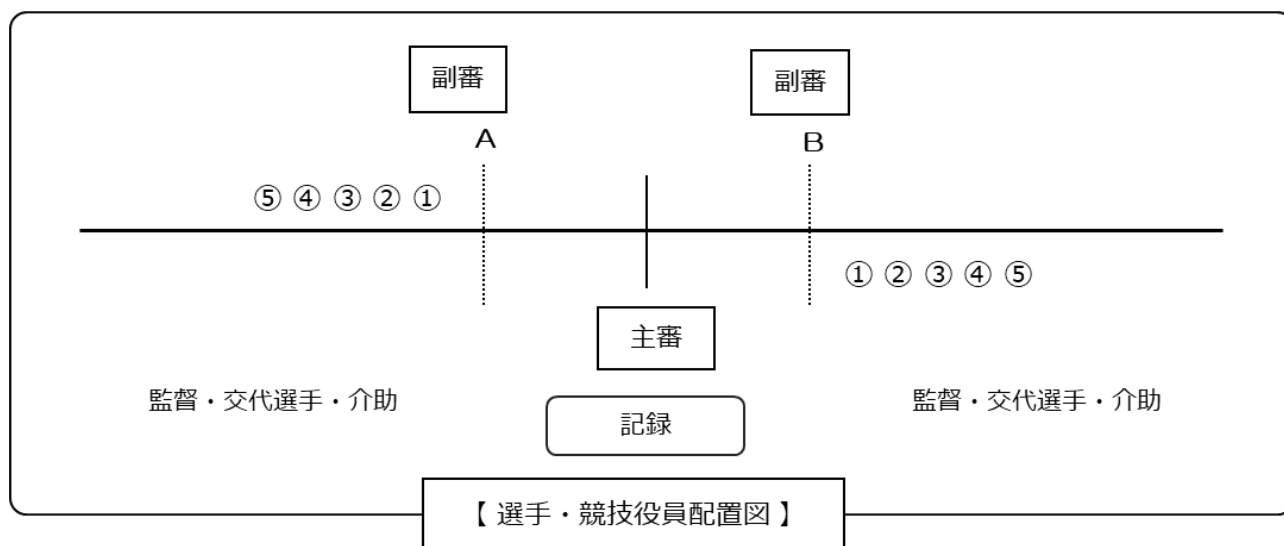 副審 副審
A B
⑤ ④ ③ ② ①
① ② ③ ④ ⑤
主審
監督・交代選手・介助 監督・交代選手・介助
記録
【 選手・競技役員配置図 】